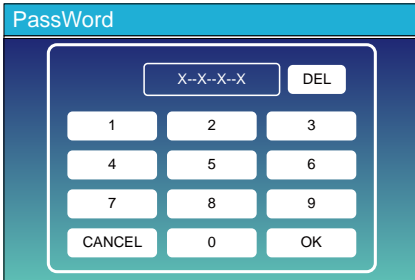 PassWord
X--X--X--X DEL
1 2 3
4 5 6
7 8 9
CANCEL 0 OK